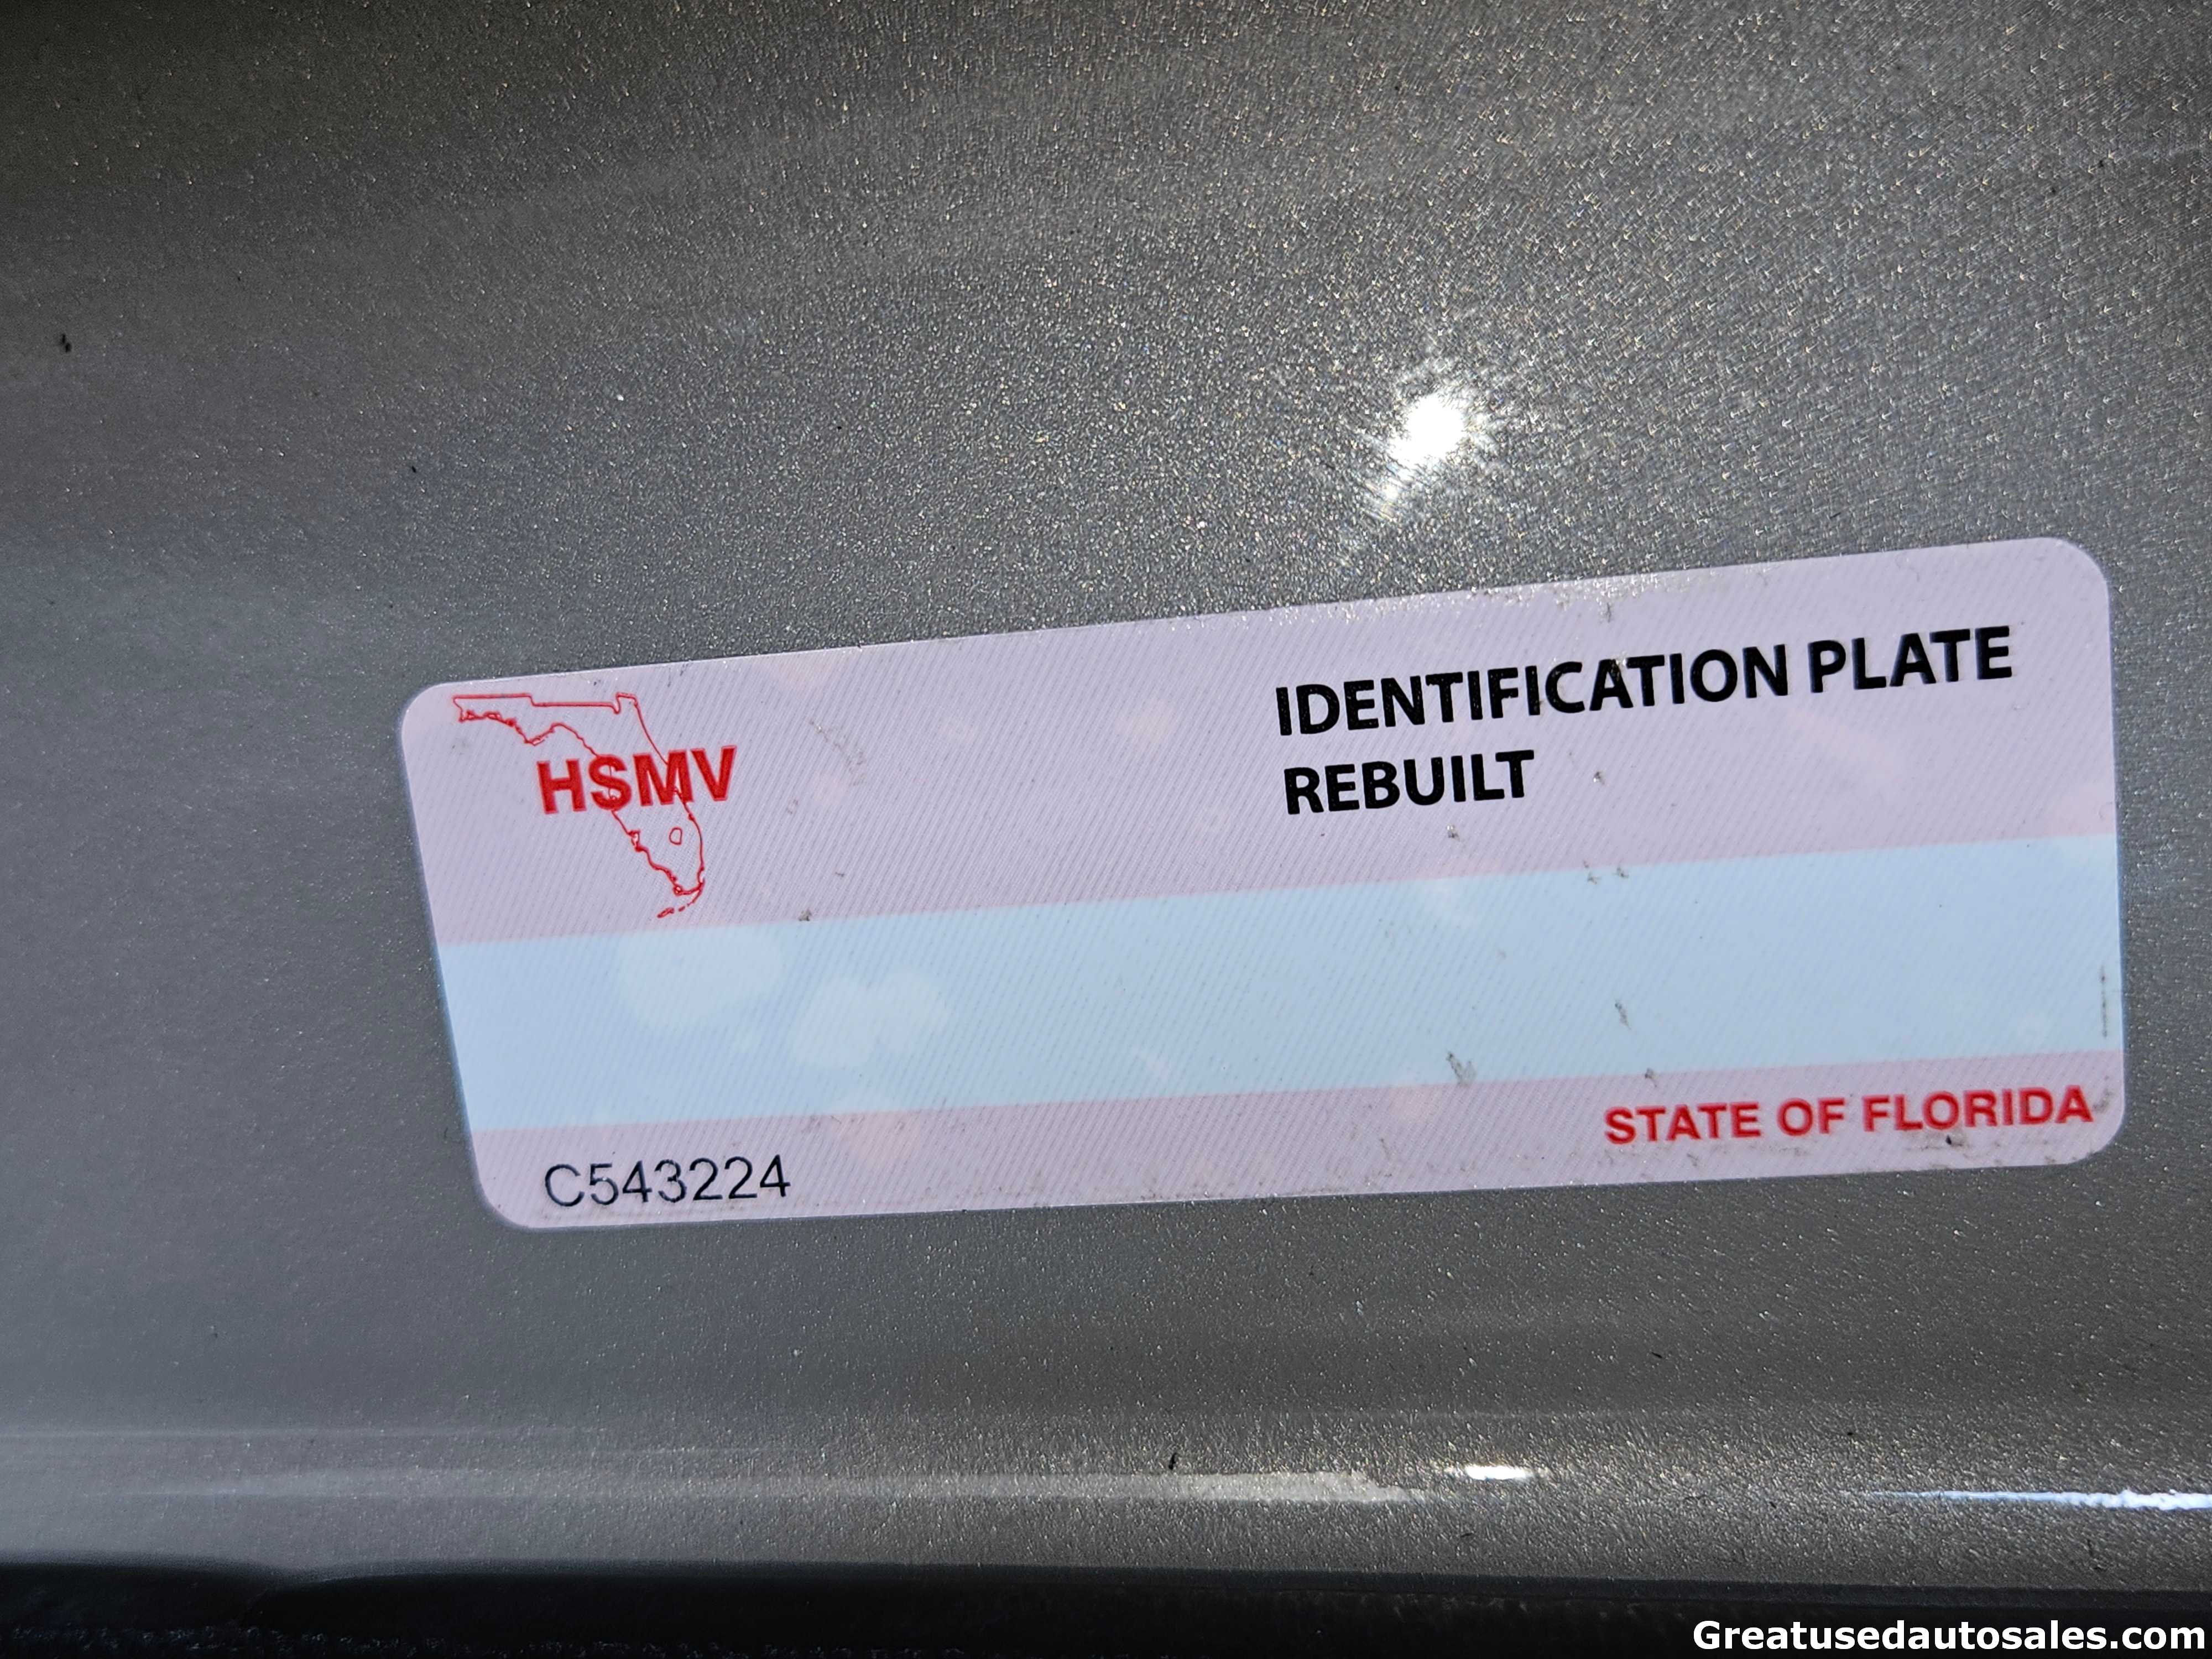 IDENTIFICATION PLATE
REBUILT
HSMV
STATE OF FLORIDA
C543224
Greatusedautosales.com